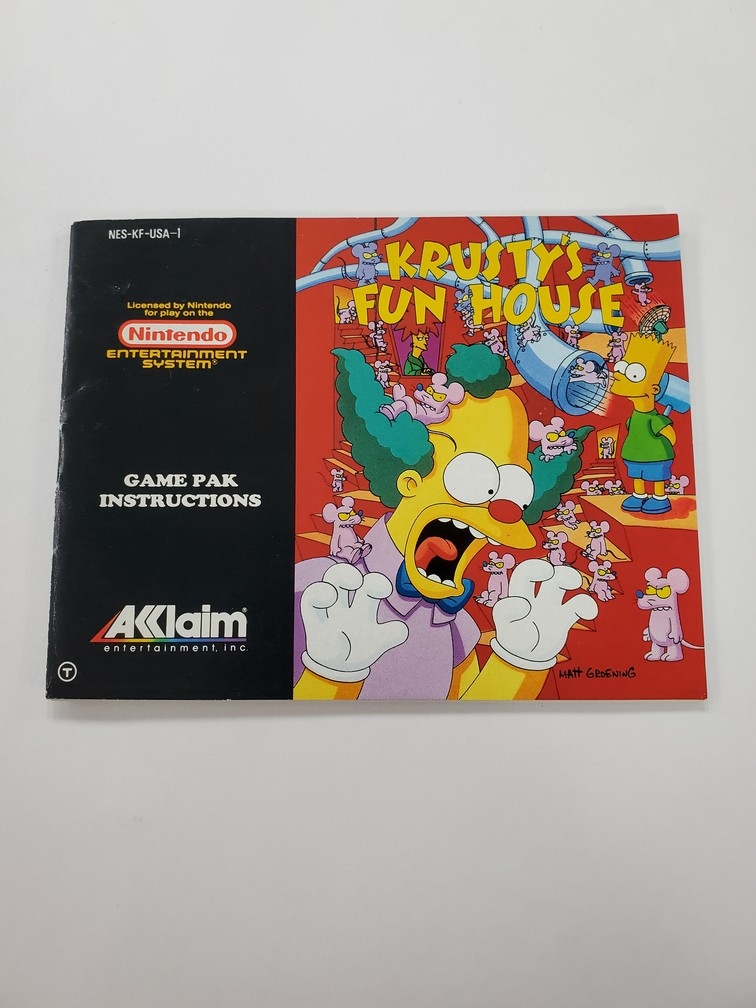 NES-KF-USA-1
Licensed by Nintendo
for play on the
Nintendo
ENTERTAINMENT
SYSTEM®
GAME PAK
INSTRUCTIONS
AKKlaim®
entertainment, inc.
T
KRUSTY'S
FUN HOUSE
MATT GROENING